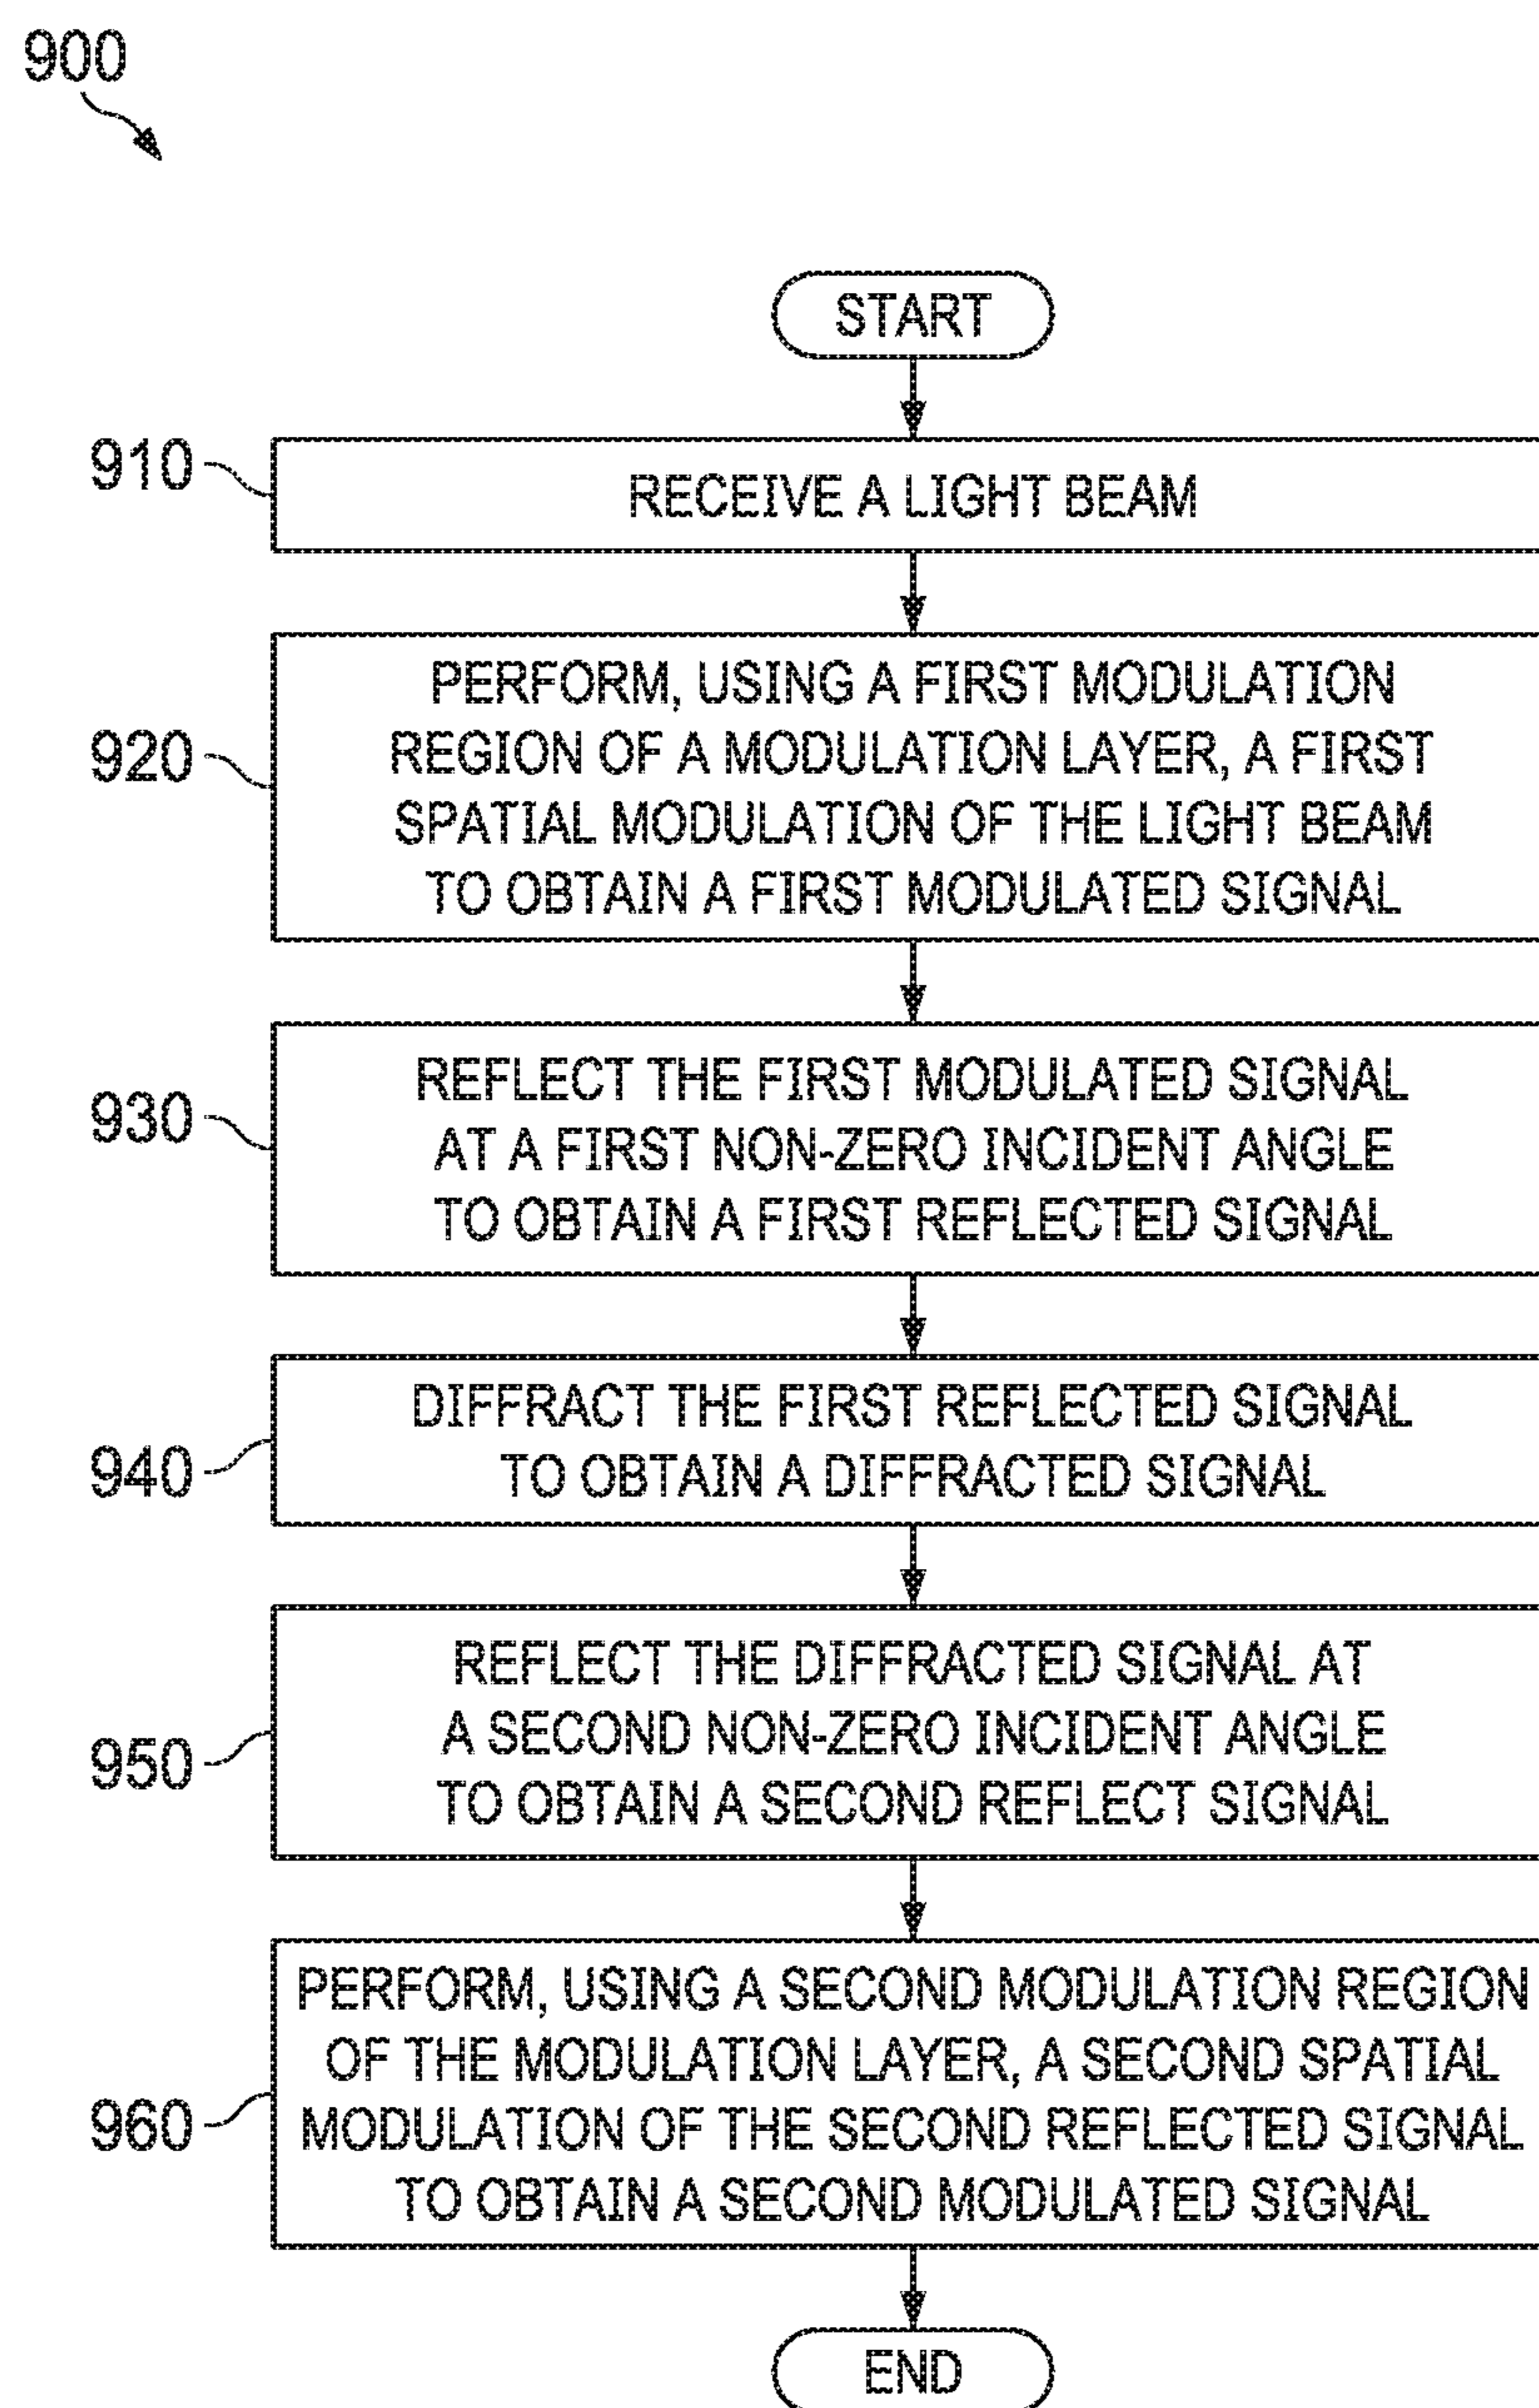 900
START
910
RECEIVE A LIGHT BEAM
920
PERFORM, USING A FIRST MODULATION
REGION OF A MODULATION LAYER, A FIRST
SPATIAL MODULATION OF THE LIGHT BEAM
TO OBTAIN A FIRST MODULATED SIGNAL
930
REFLECT THE FIRST MODULATED SIGNAL
AT A FIRST NON-ZERO INCIDENT ANGLE
TO OBTAIN A FIRST REFLECTED SIGNAL
940
DIFFRACT THE FIRST REFLECTED SIGNAL
TO OBTAIN A DIFFRACTED SIGNAL
950
REFLECT THE DIFFRACTED SIGNAL AT
A SECOND NON-ZERO INCIDENT ANGLE
TO OBTAIN A SECOND REFLECT SIGNAL
960
PERFORM, USING A SECOND MODULATION REGION
OF THE MODULATION LAYER, A SECOND SPATIAL
MODULATION OF THE SECOND REFLECTED SIGNAL
TO OBTAIN A SECOND MODULATED SIGNAL
END